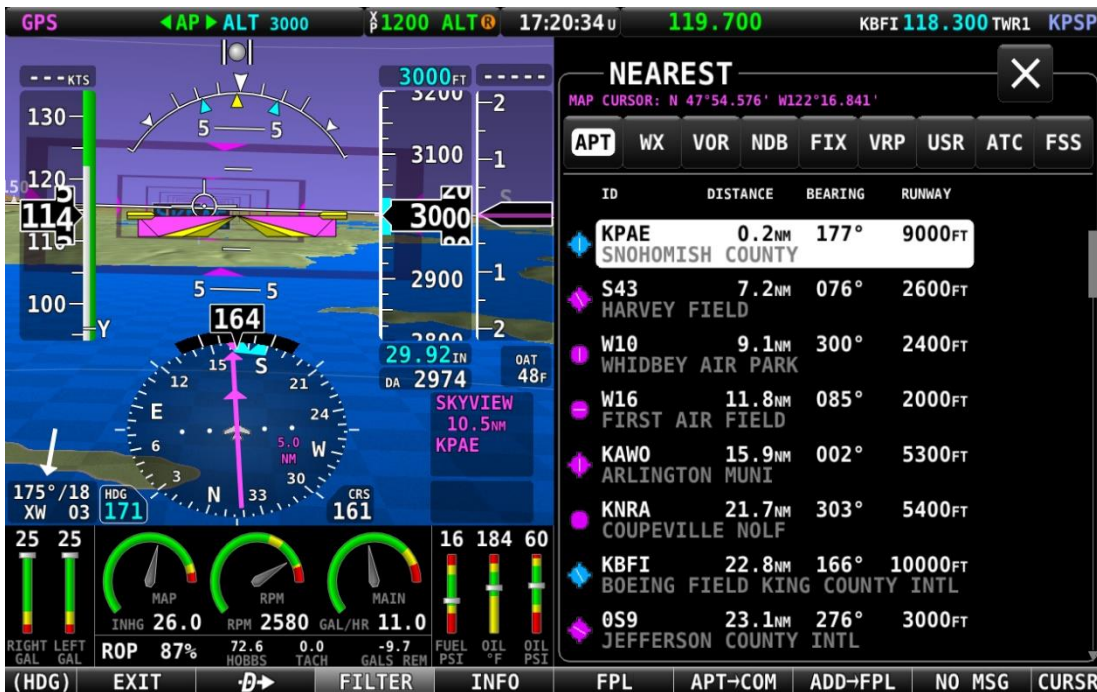 GPS ◄AP► ALT 3000 XP1200 ALT R 17:20:34 U 119.700 KBFI 118.300 TWR1 KPSP
---KTS 3000FT -----
130 120 100
114
3200 3100 3000 2900 2800
2 1 1 2
5 5
5 5
S
Y
164
29.92IN
DA 2974
OAT
48F
SKYVIEW
10.5NM
KPAE
12 15 S 21 24 W 30 33 N 3 6 E
5.0
NM
175°/18
XW 03
HDG
171
CRS
161
25 25
RIGHT LEFT
GAL GAL
MAP
INHG 26.0
RPM
RPM 2580
MAIN
GAL/HR 11.0
16 184 60
FUEL OIL OIL
PSI °F PSI
ROP 87%
72.6 0.0 -9.7
HOBBS TACH GALS REM
NEAREST
MAP CURSOR: N 47°54.576' W122°16.841'
APT WX VOR NDB FIX VRP USR ATC FSS
ID DISTANCE BEARING RUNWAY
KPAE 0.2NM 177° 9000FT
SNOHOMISH COUNTY
S43 7.2NM 076° 2600FT
HARVEY FIELD
W10 9.1NM 300° 2400FT
WHIDBEY AIR PARK
W16 11.8NM 085° 2000FT
FIRST AIR FIELD
KAWO 15.9NM 002° 5300FT
ARLINGTON MUNI
KNRA 21.7NM 303° 5400FT
COUPEVILLE NOLF
KBFI 22.8NM 166° 10000FT
BOEING FIELD KING COUNTY INTL
0S9 23.1NM 276° 3000FT
JEFFERSON COUNTY INTL
(HDG) EXIT D→ FILTER INFO FPL APT→COM ADD→FPL NO MSG CURSR